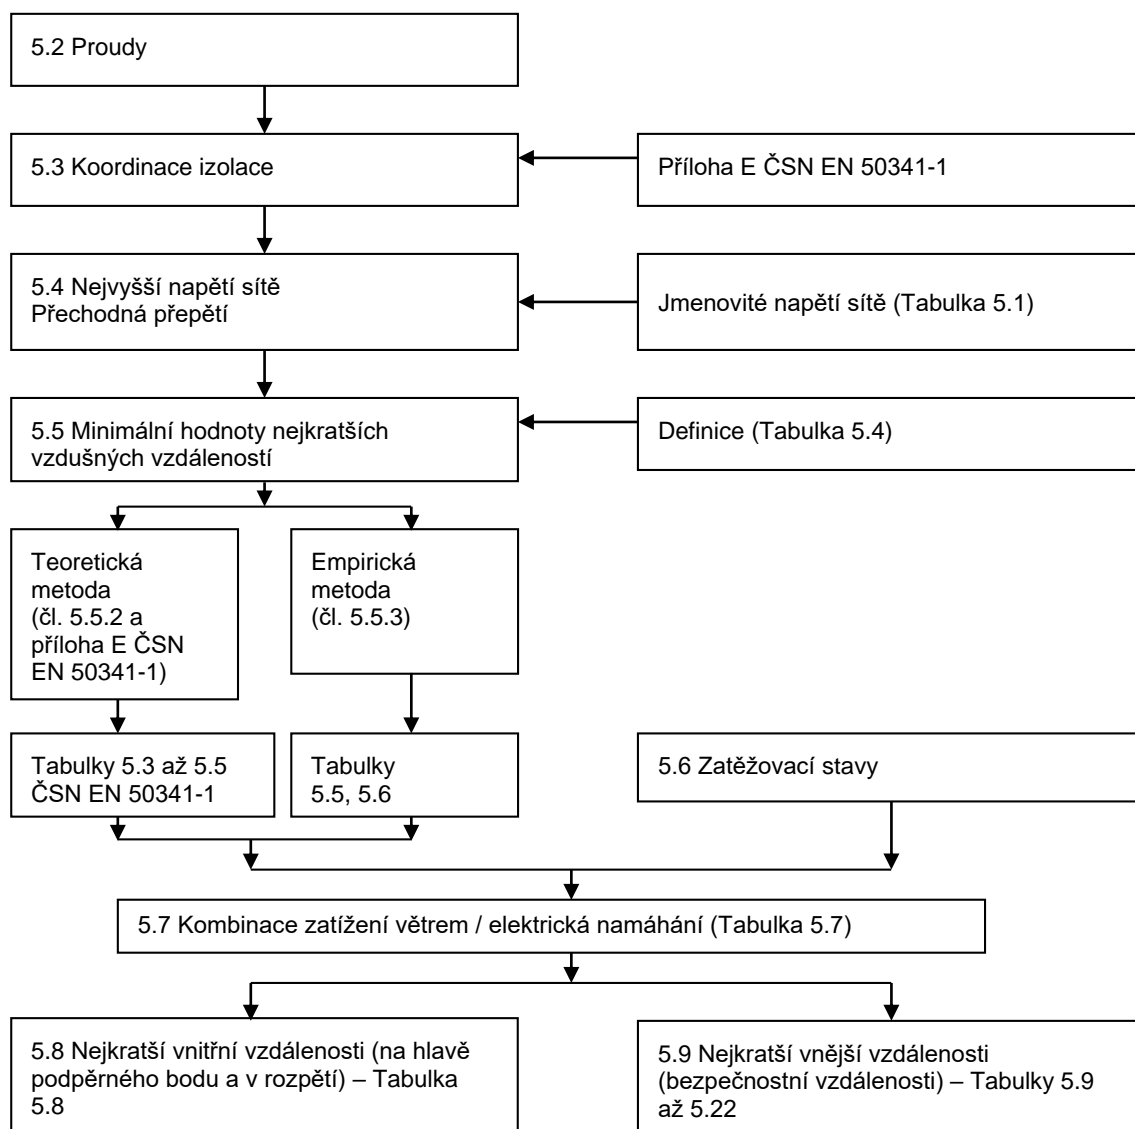 5.2 Proudy
5.3 Koordinace izolace
Příloha E ČSN EN 50341-1
5.4 Nejvyšší napětí sítě
Přechodná přepětí
Jmenovité napětí sítě (Tabulka 5.1)
5.5 Minimální hodnoty nejkratších
vzdušných vzdáleností
Definice (Tabulka 5.4)
Teoretická
metoda
(čl. 5.5.2 a
příloha E ČSN
EN 50341-1)
Empirická
metoda
(čl. 5.5.3)
Tabulky 5.3 až 5.5
ČSN EN 50341-1
Tabulky
5.5, 5.6
5.6 Zatěžovací stavy
5.7 Kombinace zatížení větrem / elektrická namáhání (Tabulka 5.7)
5.8 Nejkratší vnitřní vzdálenosti (na hlavě
podpěrného bodu a v rozpětí) – Tabulka
5.8
5.9 Nejkratší vnější vzdálenosti
(bezpečnostní vzdálenosti) – Tabulky 5.9
až 5.22